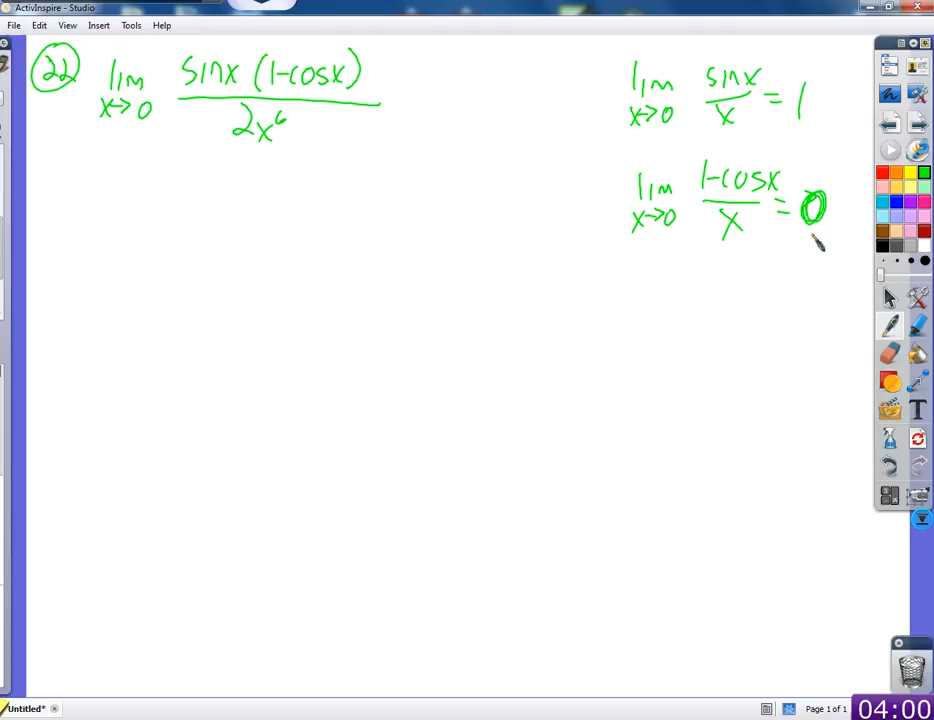 ActivInspire - Studio
File Edit View Insert Tools Help
22 lim x→0 sinx (1-cosx) / 2x⁶
lim x→0 sinx / x = 1
lim x→0 1-cosx / x = 0
T
Untitled*
Page 1 of 1
04:00